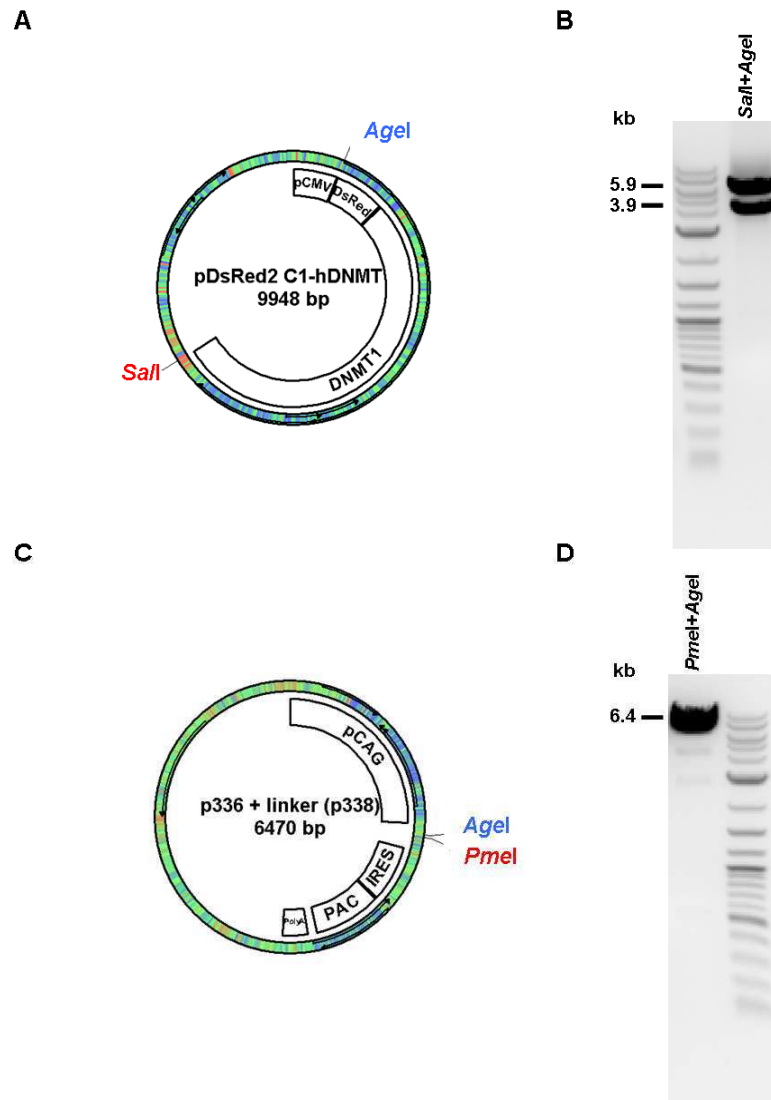 A
B
AgeI
SalI+AgeI
kb
5.9
3.9
pCMV
DsRed
pDsRed2 C1-hDNMT
9948 bp
DNMT1
SalI
C
D
PmeI+AgeI
kb
6.4
pCAG
p336 + linker (p338)
6470 bp
AgeI
PmeI
IRES
PAC
PolyA